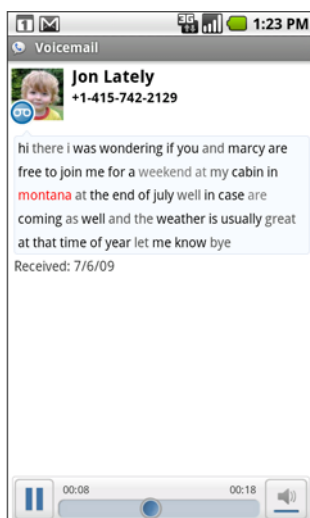 1 3G 1:23 PM
Voicemail
Jon Lately
+1-415-742-2129
hi there i was wondering if you and marcy are
free to join me for a weekend at my cabin in
montana at the end of july well in case are
coming as well and the weather is usually great
at that time of year let me know bye
Received: 7/6/09
00:08 00:18